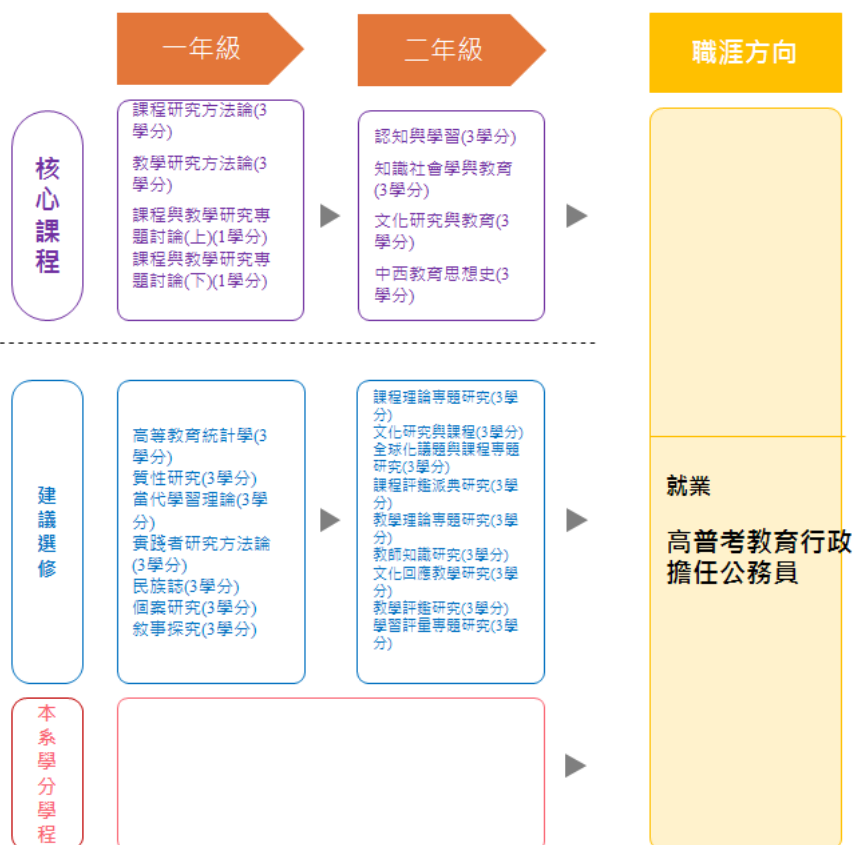 一年級
二年級
職涯方向
核
心
課
程
課程研究方法論(3
學分)
教學研究方法論(3
學分)
課程與教學研究專
題討論(上)(1學分)
課程與教學研究專
題討論(下)(1學分)
認知與學習(3學分)
知識社會學與教育
(3學分)
文化研究與教育(3
學分)
中西教育思想史(3
學分)
建
議
選
修
高等教育統計學(3
學分)
質性研究(3學分)
當代學習理論(3學
分)
實踐者研究方法論
(3學分)
民族誌(3學分)
個案研究(3學分)
敘事探究(3學分)
課程理論專題研究(3學
分)
文化研究與課程(3學分)
全球化議題與課程專題
研究(3學分)
課程評鑑派典研究(3學
分)
教學理論專題研究(3學
分)
教師知識研究(3學分)
文化回應教學研究(3學
分)
教學評鑑研究(3學分)
學習評量專題研究(3學
分)
就業
高普考教育行政
擔任公務員
本
系
學
分
學
程